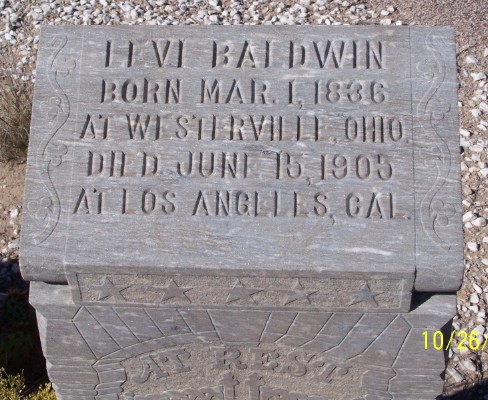 LEVI BALDWIN
BORN MAR. 1, 1836
AT WESTERVILLE, OHIO.
DIED JUNE 15, 1905
AT LOS ANGELES, CAL.
AT REST
10/26/